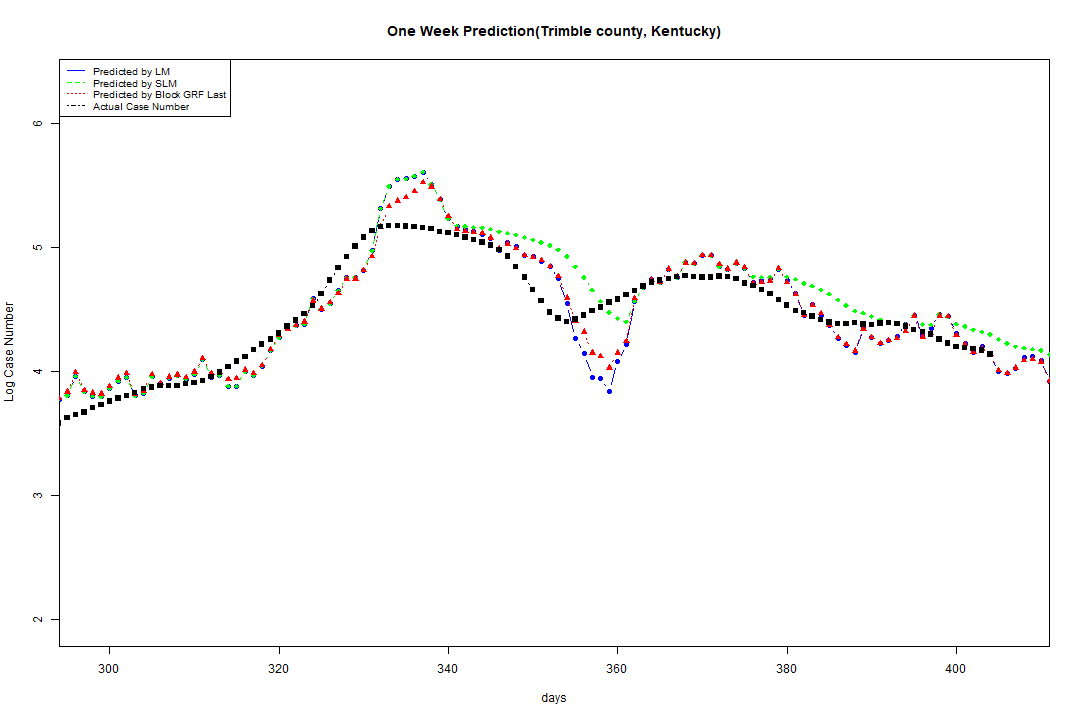 One Week Prediction(Trimble county, Kentucky)
Predicted by LM
Predicted by SLM
Predicted by Block GRF Last
Actual Case Number
6
5
4
3
2
Log Case Number
300 320 340 360 380 400
days